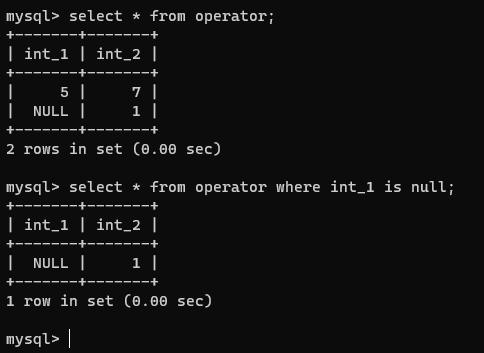 mysql> select * from operator;
+-------+-------+
| int_1 | int_2 |
+-------+-------+
|     5 |     7 |
|  NULL |     1 |
+-------+-------+
2 rows in set (0.00 sec)

mysql> select * from operator where int_1 is null;
+-------+-------+
| int_1 | int_2 |
+-------+-------+
|  NULL |     1 |
+-------+-------+
1 row in set (0.00 sec)

mysql>